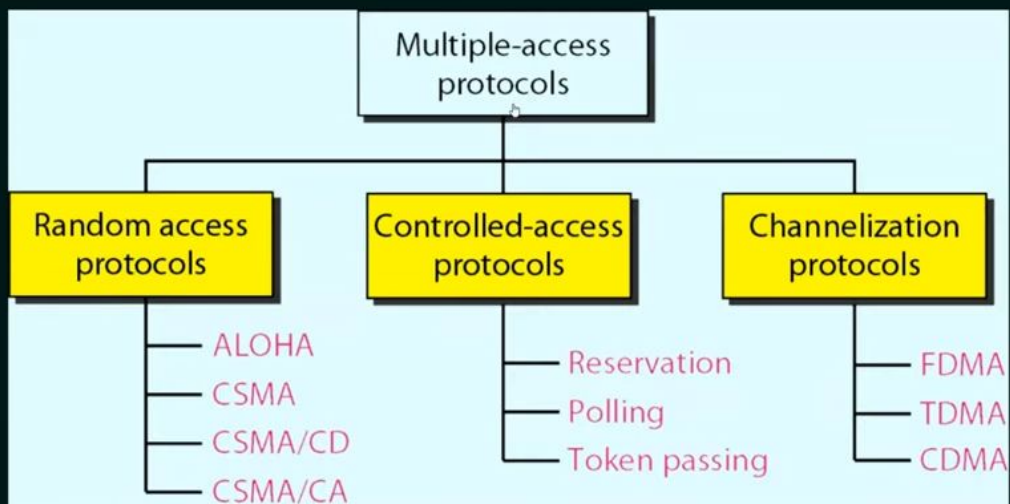 Multiple-access
protocols
Random access
protocols
ALOHA
CSMA
CSMA/CD
CSMA/CA
Controlled-access
protocols
Reservation
Polling
Token passing
Channelization
protocols
FDMA
TDMA
CDMA